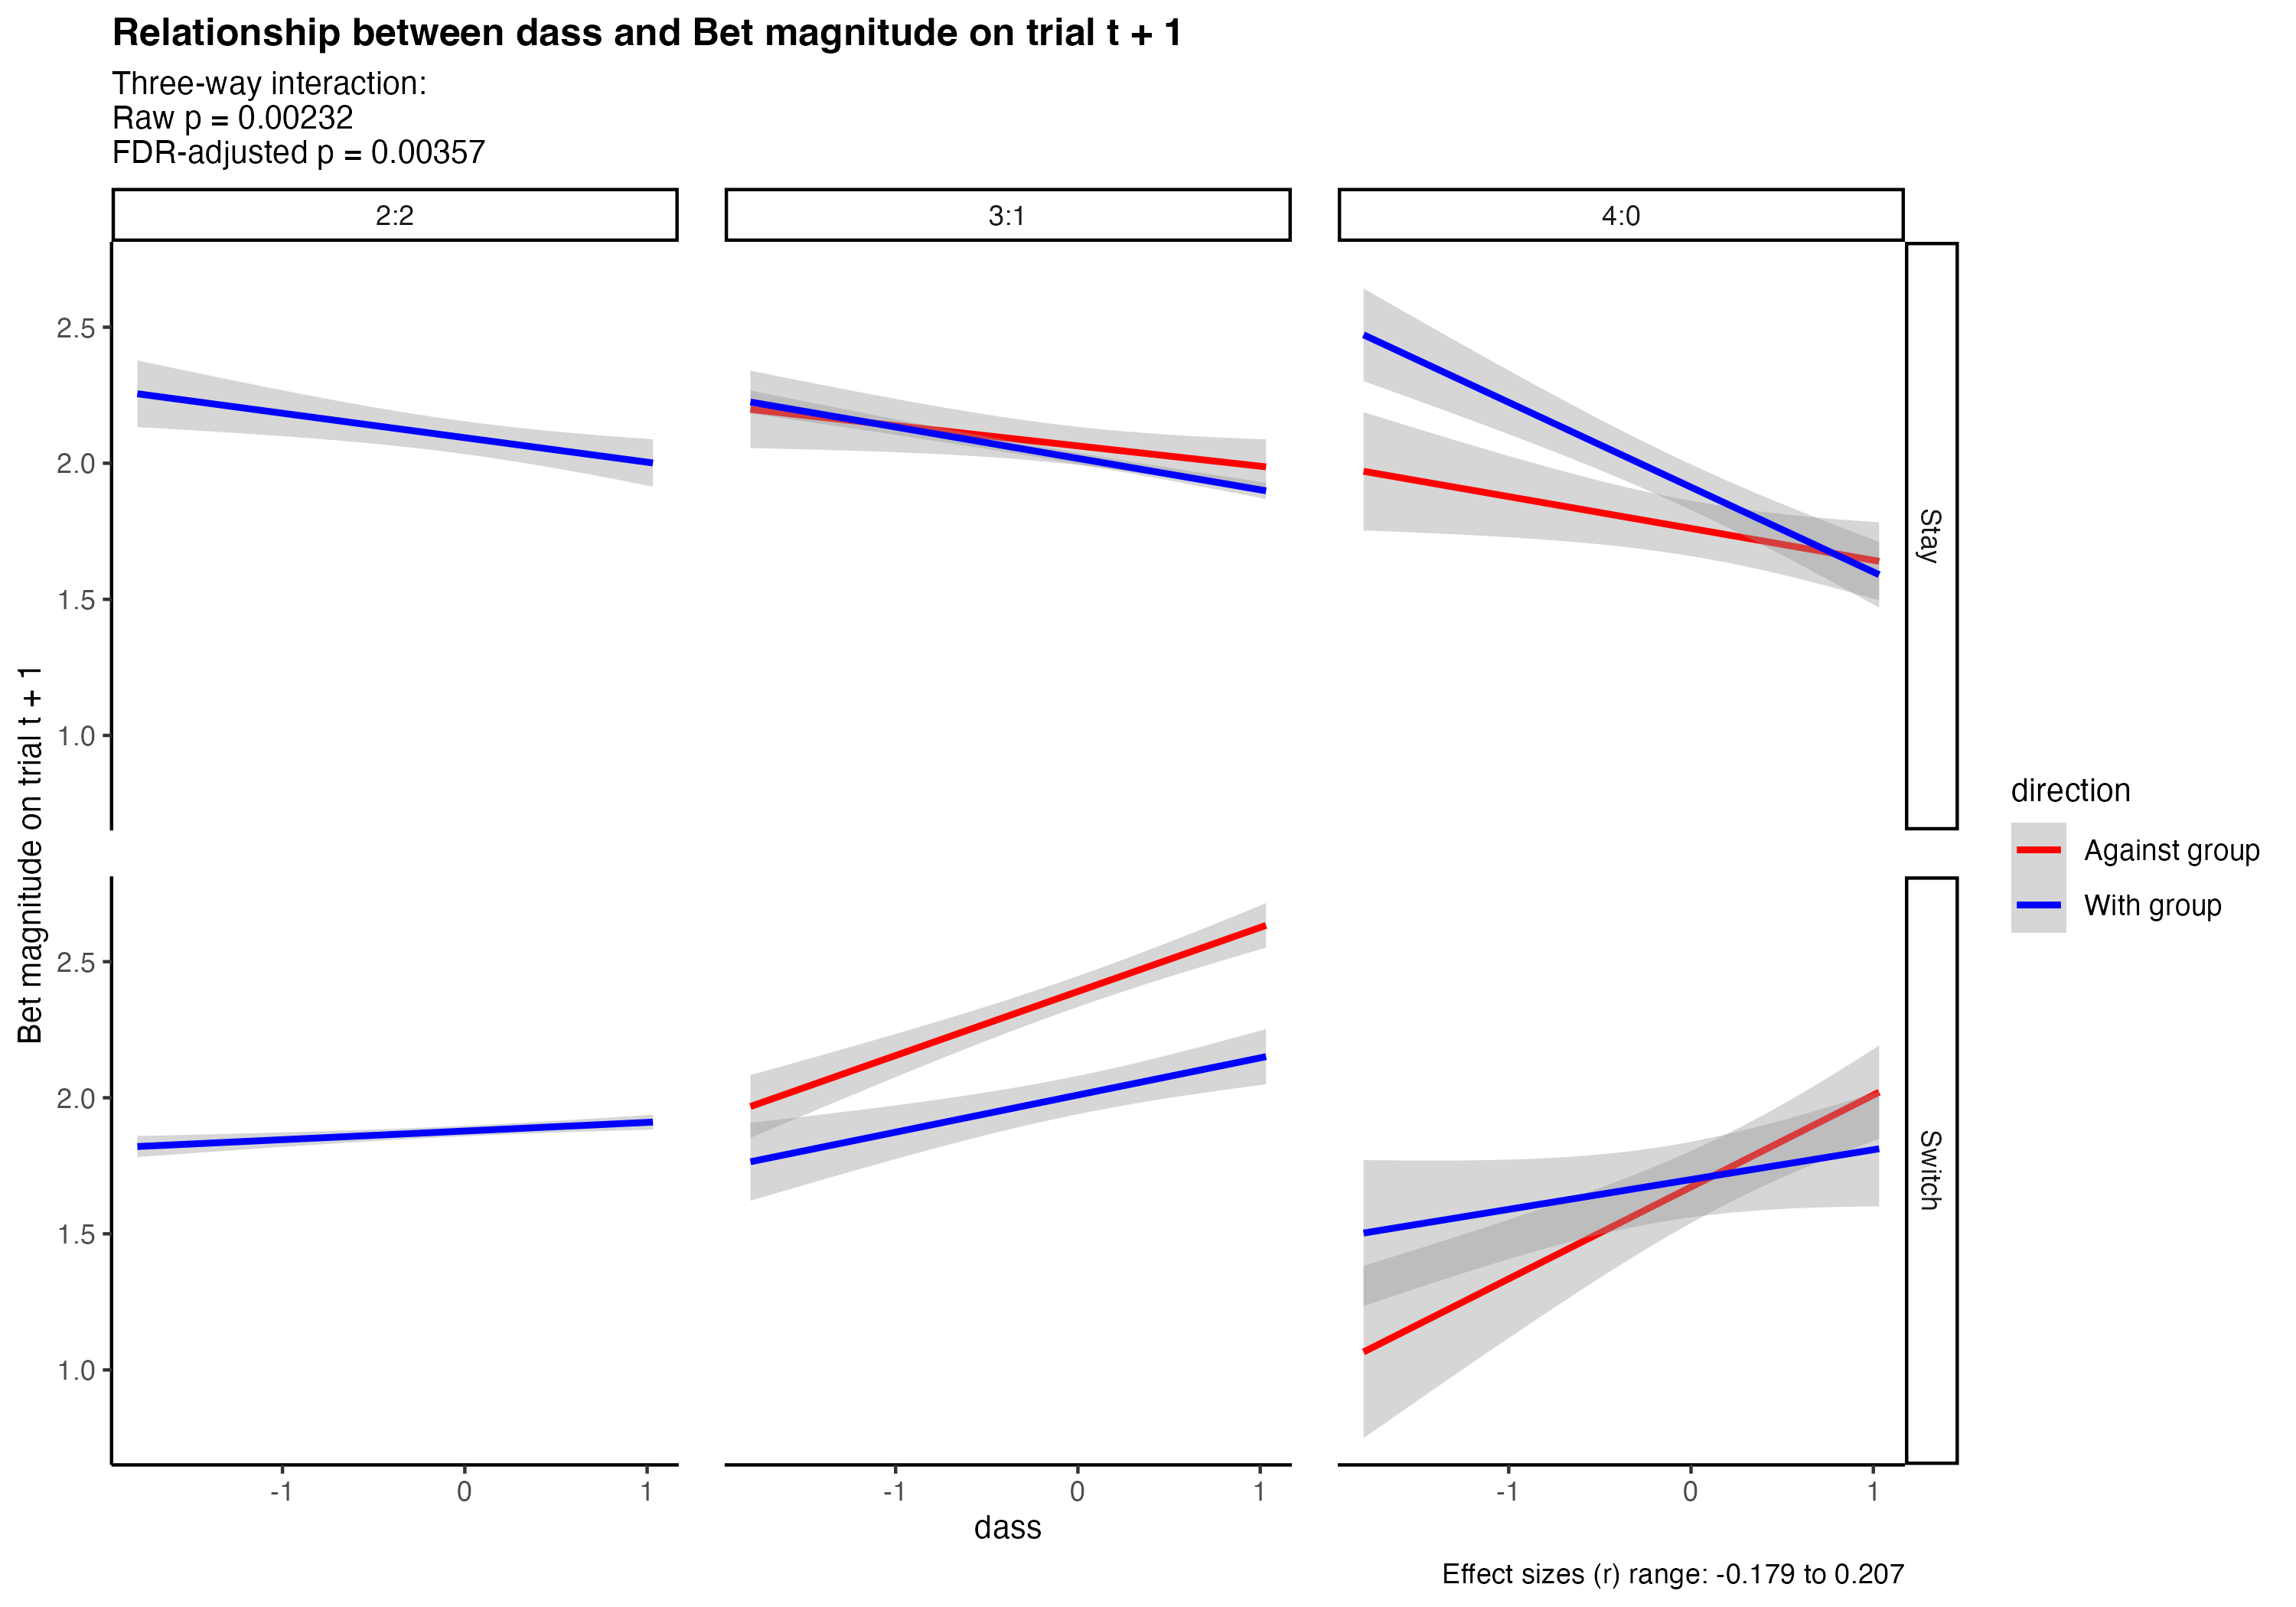 Relationship between dass and Bet magnitude on trial t + 1
Three-way interaction:
Raw p = 0.00232
FDR-adjusted p = 0.00357
2:2
3:1
4:0
2.5
2.0
1.5
1.0
Stay
Bet magnitude on trial t + 1
2.5
2.0
1.5
1.0
Switch
direction
Against group
With group
-1
0
1
-1
0
1
-1
0
1
dass
Effect sizes (r) range: -0.179 to 0.207